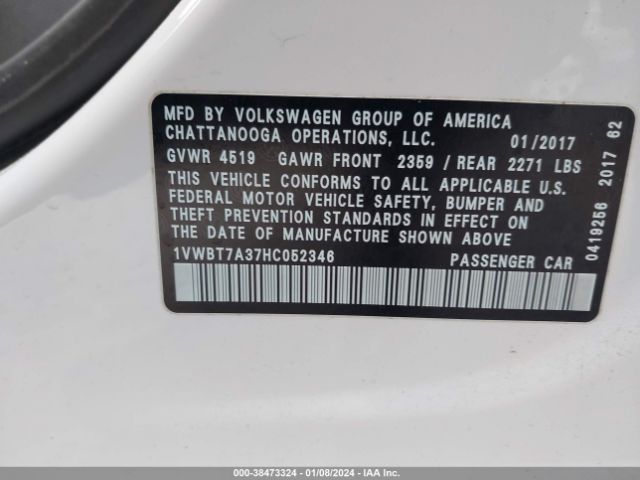 MFD BY VOLKSWAGEN GROUP OF AMERICA
CHATTANOOGA OPERATIONS, LLC. 01/2017
GVWR 4519 GAWR FRONT 2359 / REAR 2271 LBS
THIS VEHICLE CONFORMS TO ALL APPLICABLE U.S.
FEDERAL MOTOR VEHICLE SAFETY, BUMPER AND
THEFT PREVENTION STANDARDS IN EFFECT ON
THE DATE OF MANUFACTURE SHOWN ABOVE
1VWBT7A37HC052346 PASSENGER CAR
0419256 2017 62
000-38473324 - 01/08/2024 - IAAI.com